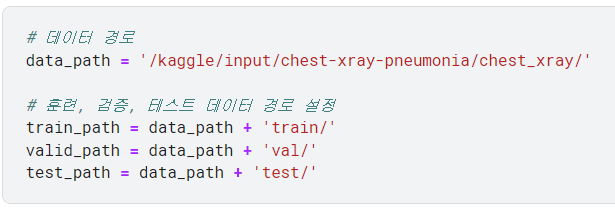 # 데이터 경로
data_path = '/kaggle/input/chest-xray-pneumonia/chest_xray/'
# 훈련, 검증, 테스트 데이터 경로 설정
train_path = data_path + 'train/'
valid_path = data_path + 'val/'
test_path = data_path + 'test/'